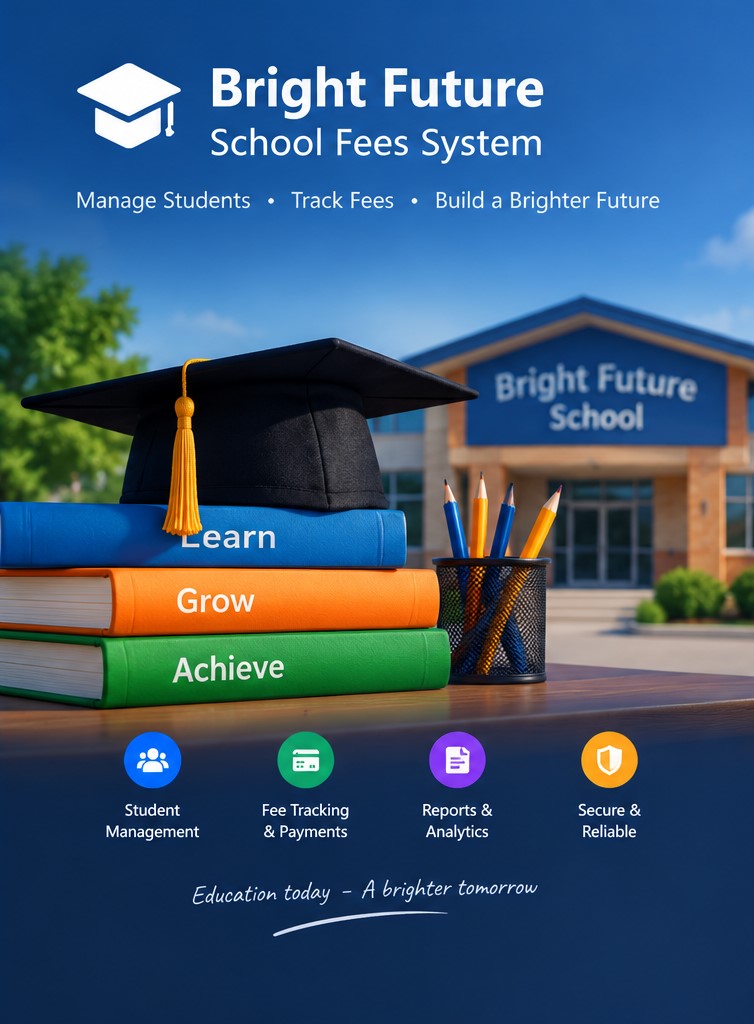 Bright Future
School Fees System
Manage Students • Track Fees • Build a Brighter Future
Bright Future
School
Learn
Grow
Achieve
Student
Management
Fee Tracking
& Payments
Reports &
Analytics
Secure &
Reliable
Education today – A brighter tomorrow